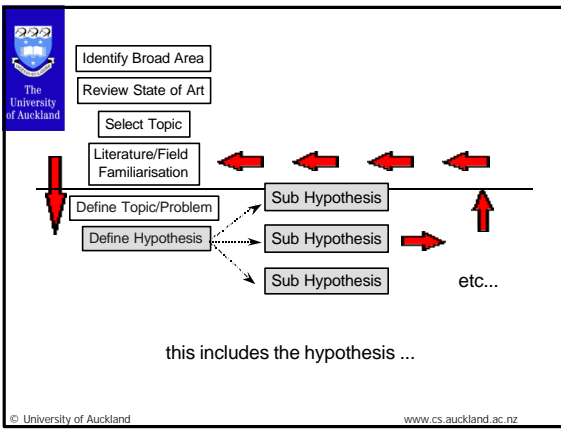 The
University
of Auckland
Identify Broad Area
Review State of Art
Select Topic
Literature/Field
Familiarisation
Define Topic/Problem
Define Hypothesis
Sub Hypothesis
Sub Hypothesis
Sub Hypothesis
etc...
this includes the hypothesis ...
© University of Auckland
www.cs.auckland.ac.nz